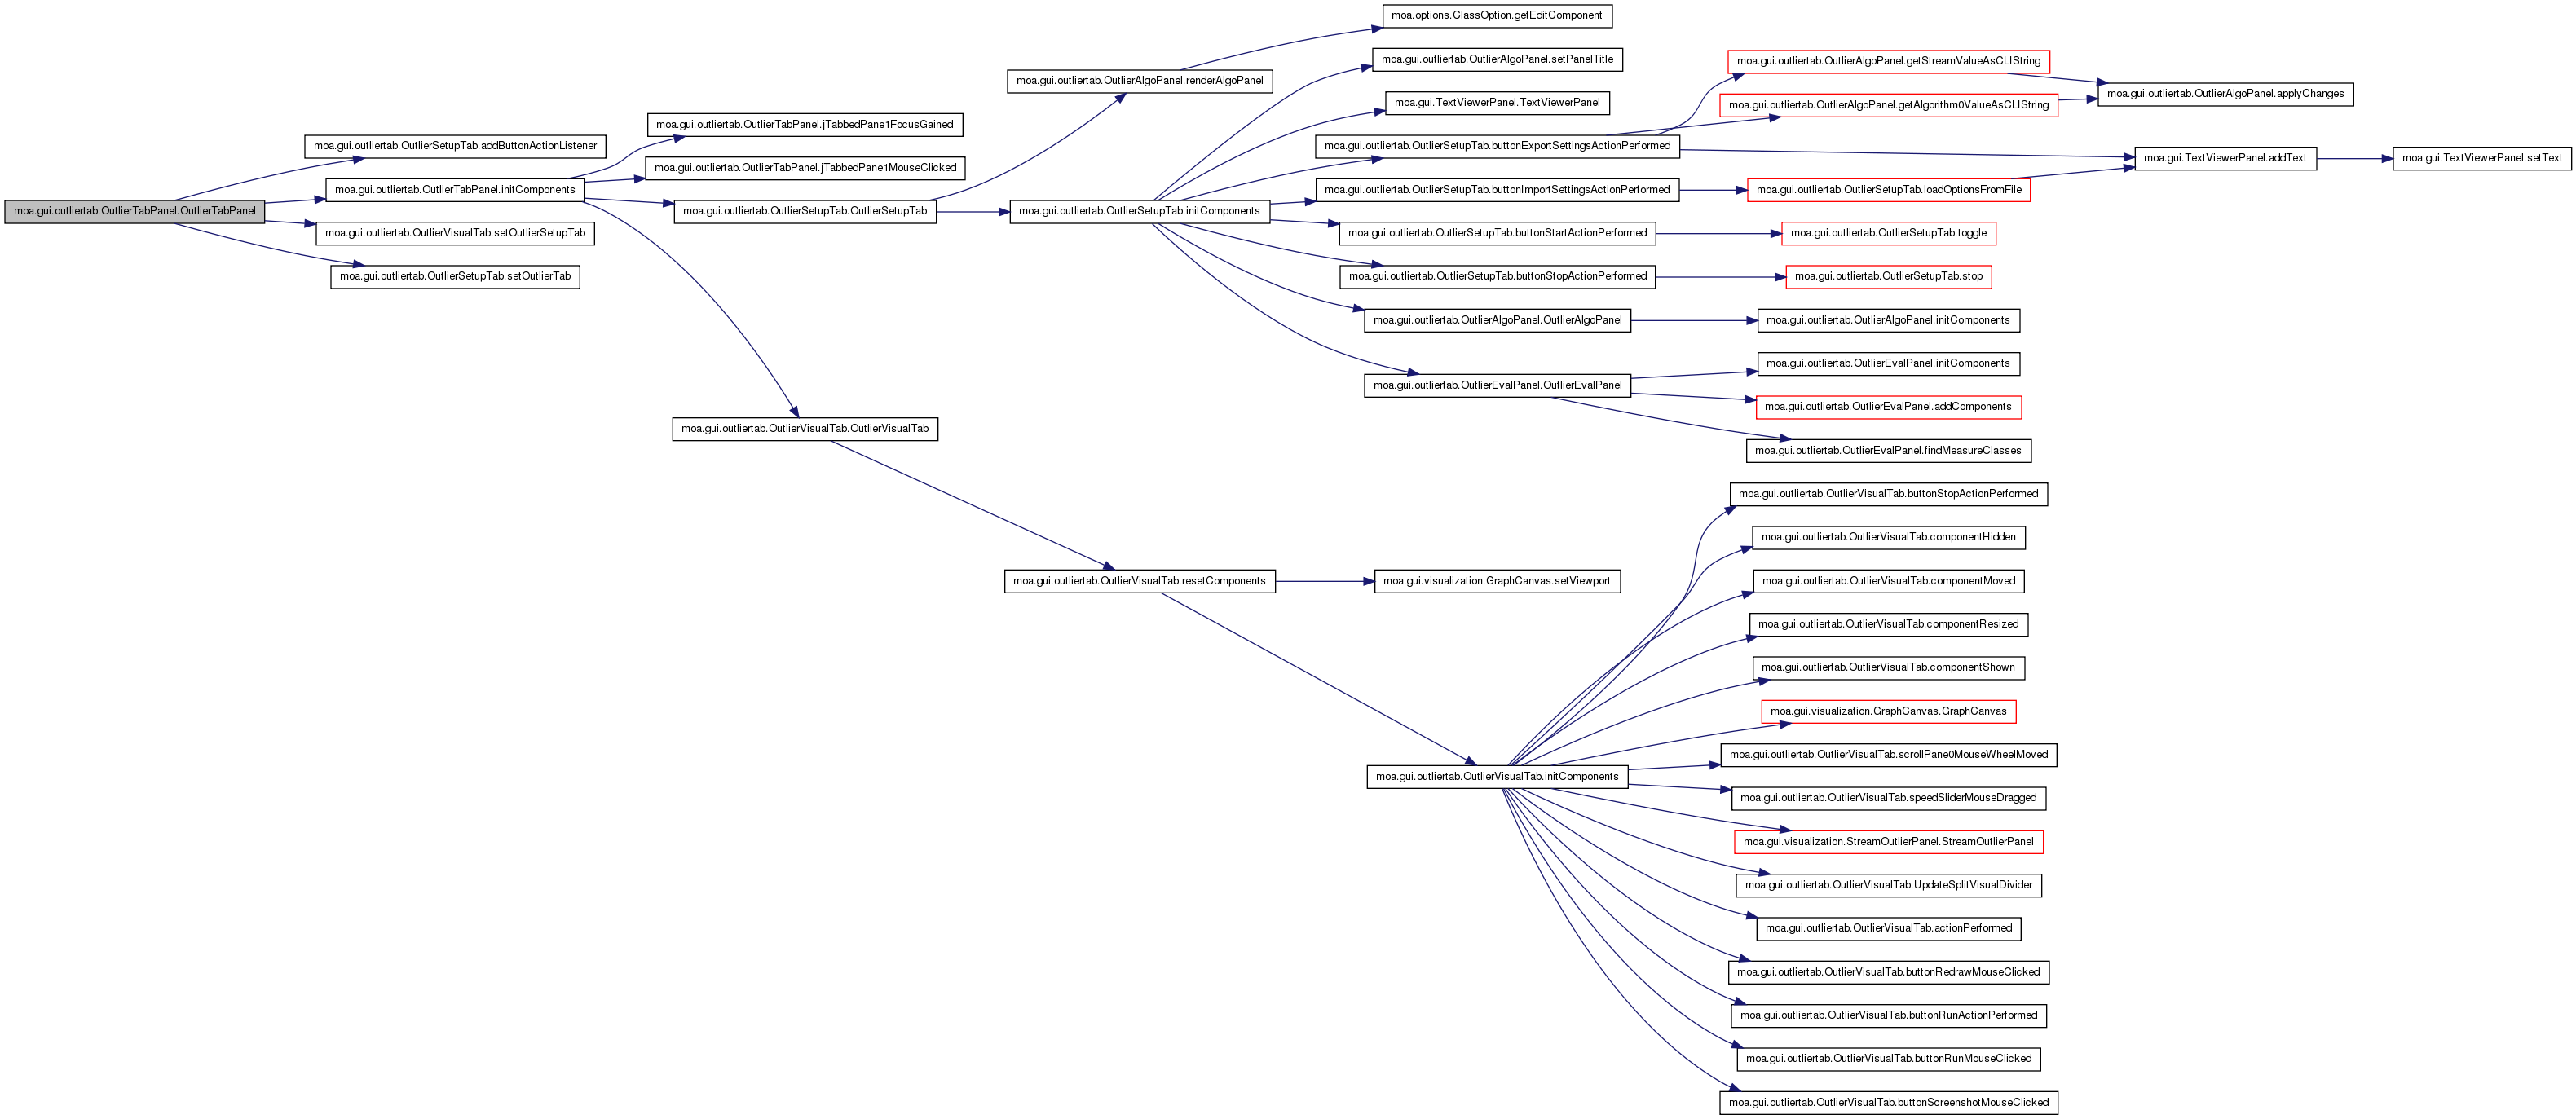 moa.options.ClassOption.getEditComponent
moa.gui.outliertab.OutlierAlgoPanel.setPanelTitle
moa.gui.outliertab.OutlierAlgoPanel.getStreamValueAsCLIString
moa.gui.outliertab.OutlierAlgoPanel.renderAlgoPanel
moa.gui.outliertab.OutlierAlgoPanel.applyChanges
moa.gui.TextViewerPanel.TextViewerPanel
moa.gui.outliertab.OutlierAlgoPanel.getAlgorithm0ValueAsCLIString
moa.gui.outliertab.OutlierTabPanel.jTabbedPane1FocusGained
moa.gui.outliertab.OutlierSetupTab.addButtonActionListener
moa.gui.outliertab.OutlierSetupTab.buttonExportSettingsActionPerformed
moa.gui.TextViewerPanel.addText
moa.gui.TextViewerPanel.setText
moa.gui.outliertab.OutlierTabPanel.jTabbedPane1MouseClicked
moa.gui.outliertab.OutlierTabPanel.initComponents
moa.gui.outliertab.OutlierSetupTab.buttonImportSettingsActionPerformed
moa.gui.outliertab.OutlierSetupTab.loadOptionsFromFile
moa.gui.outliertab.OutlierTabPanel.OutlierTabPanel
moa.gui.outliertab.OutlierSetupTab.OutlierSetupTab
moa.gui.outliertab.OutlierSetupTab.initComponents
moa.gui.outliertab.OutlierVisualTab.setOutlierSetupTab
moa.gui.outliertab.OutlierSetupTab.buttonStartActionPerformed
moa.gui.outliertab.OutlierSetupTab.toggle
moa.gui.outliertab.OutlierSetupTab.setOutlierTab
moa.gui.outliertab.OutlierSetupTab.buttonStopActionPerformed
moa.gui.outliertab.OutlierSetupTab.stop
moa.gui.outliertab.OutlierAlgoPanel.OutlierAlgoPanel
moa.gui.outliertab.OutlierAlgoPanel.initComponents
moa.gui.outliertab.OutlierEvalPanel.initComponents
moa.gui.outliertab.OutlierEvalPanel.OutlierEvalPanel
moa.gui.outliertab.OutlierEvalPanel.addComponents
moa.gui.outliertab.OutlierVisualTab.OutlierVisualTab
moa.gui.outliertab.OutlierEvalPanel.findMeasureClasses
moa.gui.outliertab.OutlierVisualTab.buttonStopActionPerformed
moa.gui.outliertab.OutlierVisualTab.componentHidden
moa.gui.outliertab.OutlierVisualTab.resetComponents
moa.gui.visualization.GraphCanvas.setViewport
moa.gui.outliertab.OutlierVisualTab.componentMoved
moa.gui.outliertab.OutlierVisualTab.componentResized
moa.gui.outliertab.OutlierVisualTab.componentShown
moa.gui.visualization.GraphCanvas.GraphCanvas
moa.gui.outliertab.OutlierVisualTab.scrollPane0MouseWheelMoved
moa.gui.outliertab.OutlierVisualTab.initComponents
moa.gui.outliertab.OutlierVisualTab.speedSliderMouseDragged
moa.gui.visualization.StreamOutlierPanel.StreamOutlierPanel
moa.gui.outliertab.OutlierVisualTab.UpdateSplitVisualDivider
moa.gui.outliertab.OutlierVisualTab.actionPerformed
moa.gui.outliertab.OutlierVisualTab.buttonRedrawMouseClicked
moa.gui.outliertab.OutlierVisualTab.buttonRunActionPerformed
moa.gui.outliertab.OutlierVisualTab.buttonRunMouseClicked
moa.gui.outliertab.OutlierVisualTab.buttonScreenshotMouseClicked